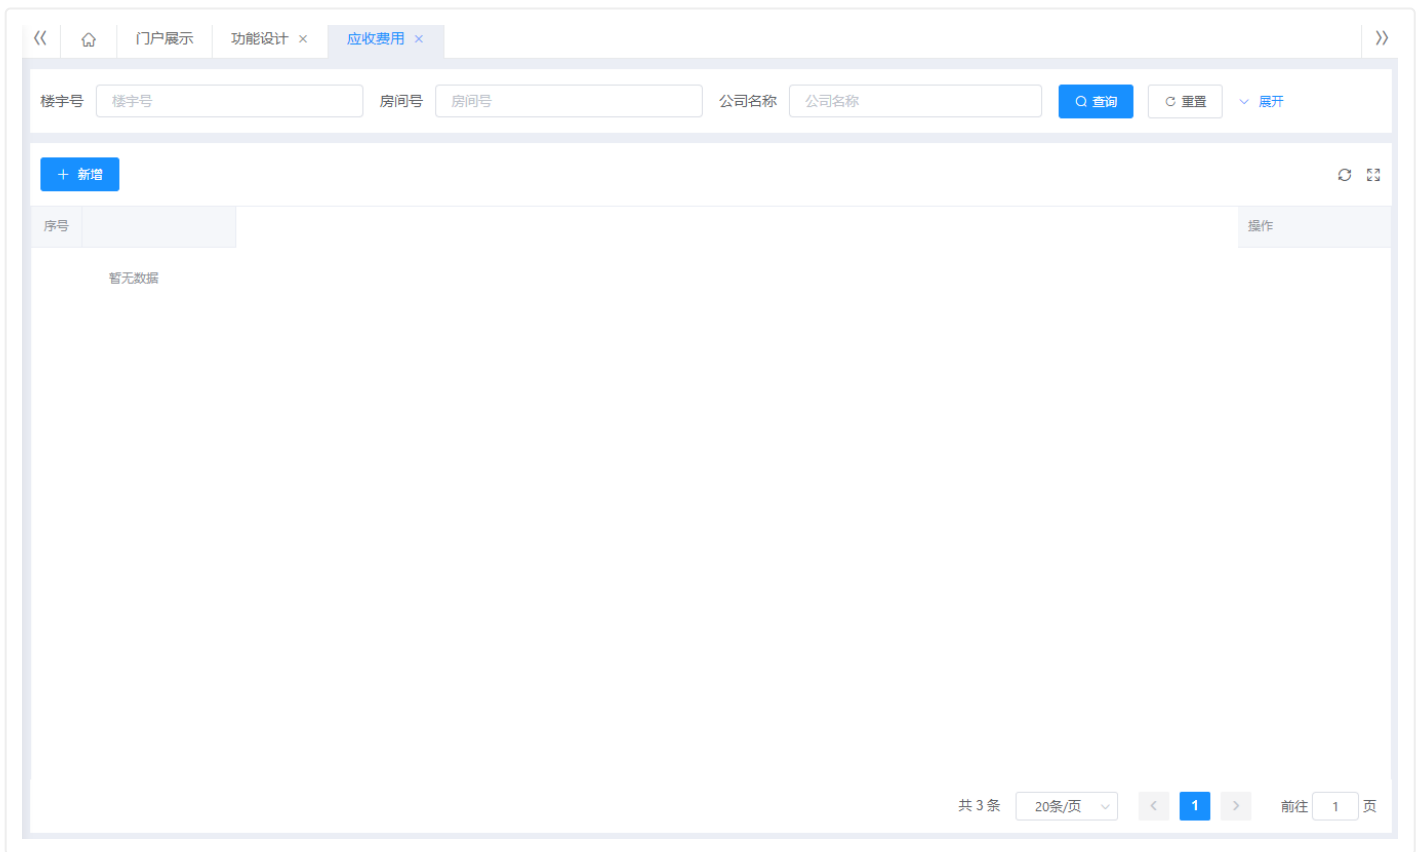 门户展示 功能设计 × 应收费用 ×
楼宇号 楼宇号 房间号 房间号 公司名称 公司名称 查询 重置 展开
+ 新增
序号 操作
暂无数据
共 3 条 20条/页 < 1 > 前往 1 页